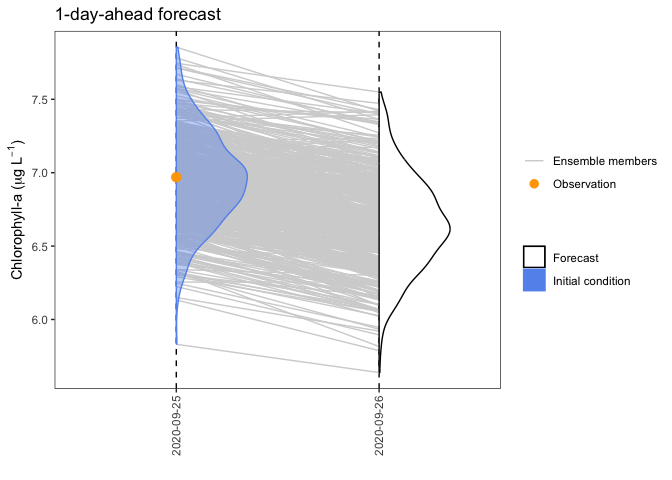 1-day-ahead forecast
Chlorophyll-a (μg L⁻¹)
7.5
7.0
6.5
6.0
2020-09-25
2020-09-26
Ensemble members
Observation
Forecast
Initial condition